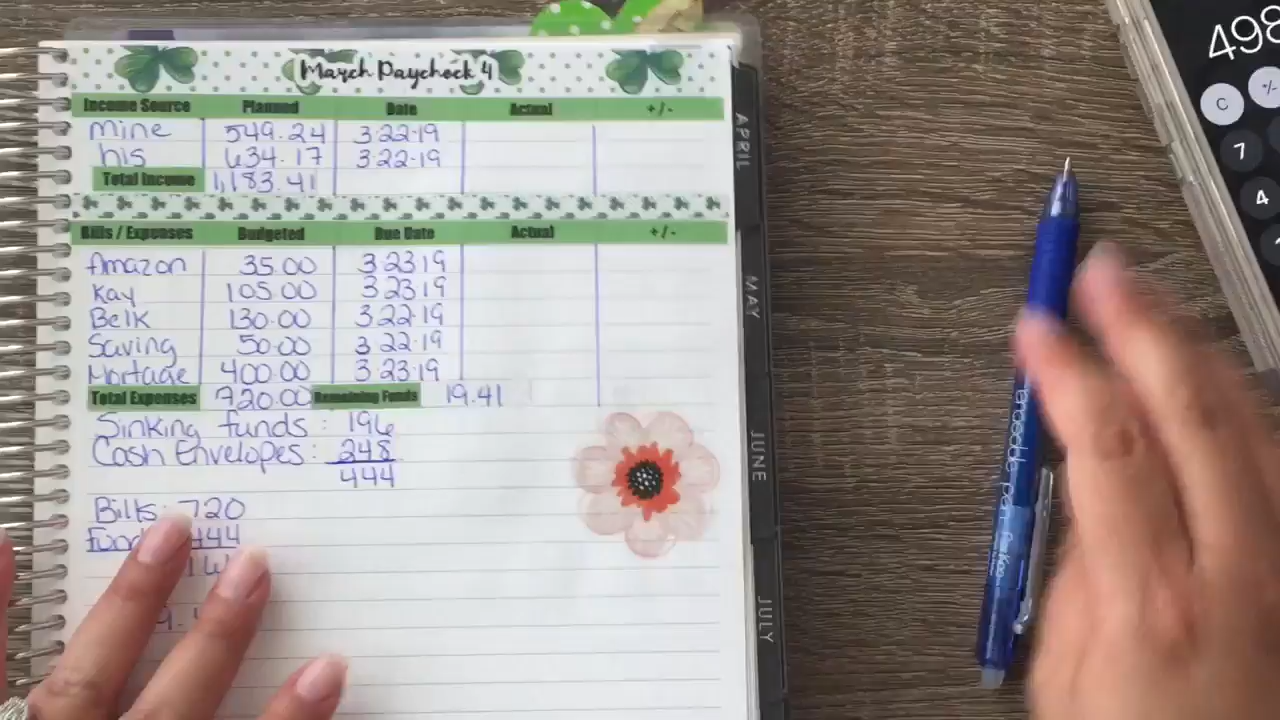 March Paycheck 4
Income Source Planned Date Actual +/-
mine 549.24 3·22·19
his 634.17 3·22·19
Total Income 1,183.41
Bills / Expenses Budgeted Due Date Actual +/-
Amazon 35.00 3·23·19
Kay 105.00 3·23·19
Belk 130.00 3·22·19
Saving 50.00 3·22·19
Mortage 400.00 3·23·19
Total Expenses 720.00 Remaining Funds 19.41
Sinking funds: 196
Cash Envelopes: 248
444
Bills: 720
444
APRIL
MAY
JUNE
JULY
498
C +/-
7
4
erasable pen